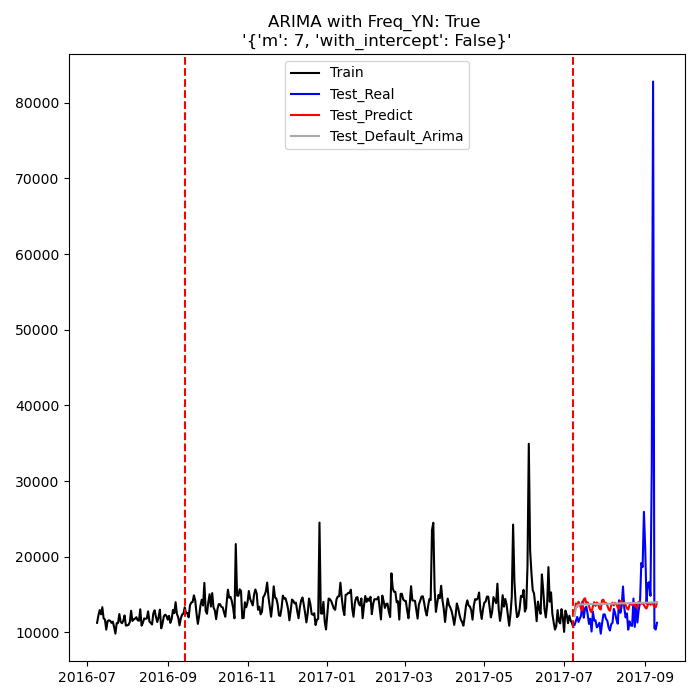 ARIMA with Freq_YN: True
'{'m': 7, 'with_intercept': False}'
Train
Test_Real
Test_Predict
Test_Default_Arima
80000
70000
60000
50000
40000
30000
20000
10000
2016-07 2016-09 2016-11 2017-01 2017-03 2017-05 2017-07 2017-09